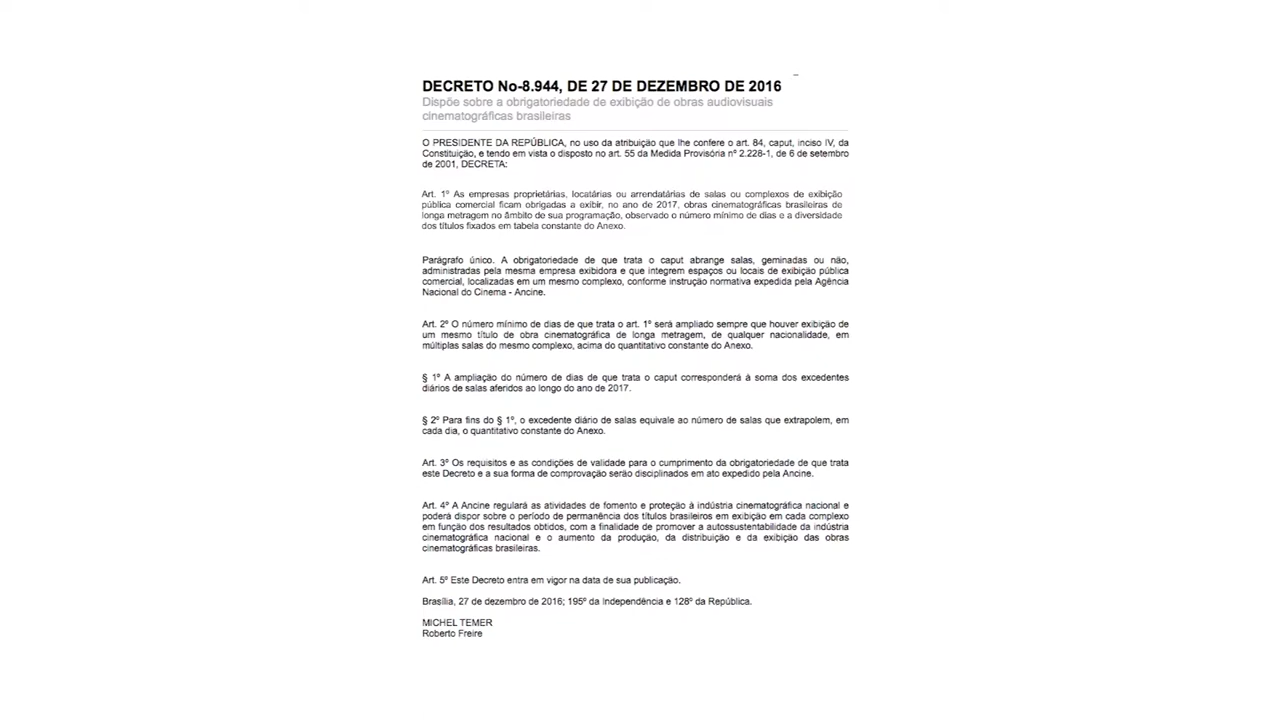 DECRETO No-8.944, DE 27 DE DEZEMBRO DE 2016
Dispõe sobre a obrigatoriedade de exibição de obras audiovisuais
cinematográficas brasileiras
O PRESIDENTE DA REPÚBLICA, no uso da atribuição que lhe confere o art. 84, caput, inciso IV, da
Constituição, e tendo em vista o disposto no art. 55 da Medida Provisória nº 2.228-1, de 6 de setembro
de 2001, DECRETA:
Art. 1º As empresas proprietárias, locatárias ou arrendatárias de salas ou complexos de exibição
pública comercial ficam obrigadas a exibir, no ano de 2017, obras cinematográficas brasileiras de
longa metragem no âmbito de sua programação, observado o número mínimo de dias e a diversidade
dos títulos fixados em tabela constante do Anexo.
Parágrafo único. A obrigatoriedade de que trata o caput abrange salas, geminadas ou não,
administradas pela mesma empresa exibidora e que integrem espaços ou locais de exibição pública
comercial, localizadas em um mesmo complexo, conforme instrução normativa expedida pela Agência
Nacional do Cinema - Ancine.
Art. 2º O número mínimo de dias de que trata o art. 1º será ampliado sempre que houver exibição de
um mesmo título de obra cinematográfica de longa metragem, de qualquer nacionalidade, em
múltiplas salas do mesmo complexo, acima do quantitativo constante do Anexo.
§ 1º A ampliação do número de dias de que trata o caput corresponderá à soma dos excedentes
diários de salas aferidos ao longo do ano de 2017.
§ 2º Para fins do § 1º, o excedente diário de salas equivale ao número de salas que extrapolem, em
cada dia, o quantitativo constante do Anexo.
Art. 3º Os requisitos e as condições de validade para o cumprimento da obrigatoriedade de que trata
este Decreto e a sua forma de comprovação serão disciplinados em ato expedido pela Ancine.
Art. 4º A Ancine regulará as atividades de fomento e proteção à indústria cinematográfica nacional e
poderá dispor sobre o período de permanência dos títulos brasileiros em exibição em cada complexo
em função dos resultados obtidos, com a finalidade de promover a autossustentabilidade da indústria
cinematográfica nacional e o aumento da produção, da distribuição e da exibição das obras
cinematográficas brasileiras.
Art. 5º Este Decreto entra em vigor na data de sua publicação.
Brasília, 27 de dezembro de 2016; 195º da Independência e 128º da República.
MICHEL TEMER
Roberto Freire